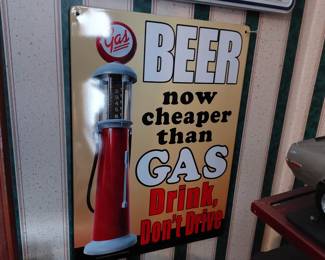 Gas
BEER
now
cheaper
than
GAS
Drink,
Don't Drive